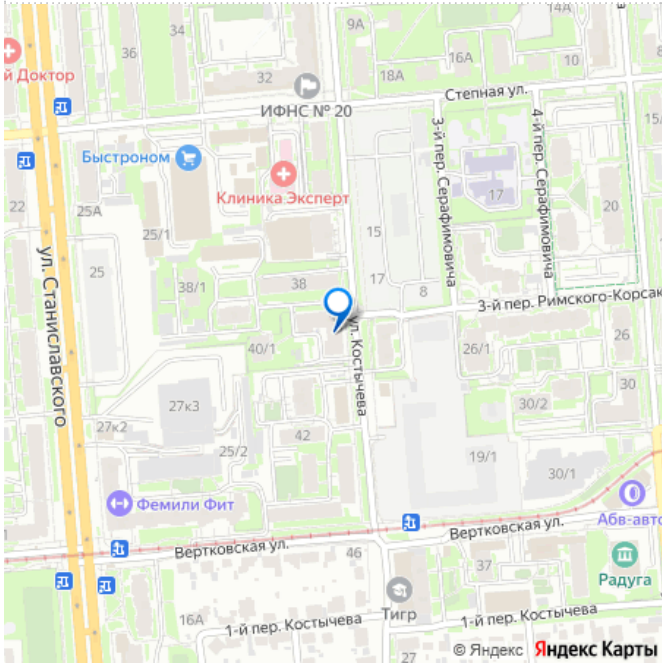 9А
34
16А
10
18А
32
й Доктор
ИФНС № 20
Степная ул.
15/
Быстроном
Клиника Эксперт
3-й пер. Серафимовича
4-й пер. Серафимовича
17
22
25А
25/1
20
15
25
38/1
38
17
8
3-й пер. Римского-Корсак
ул. Станиславского
ул. Костычева
40/1
26/1
26
30
27к3
30/2
27к2
42
25/2
19/1
30/1
Фемили Фит
Абв-авто
Вертковская ул.
Вертковская ул.
46
37
Радуга
Тигр
16А
1-й пер. Костычева
1-й пер. Костычева
27
© Яндекс Яндекс Карты